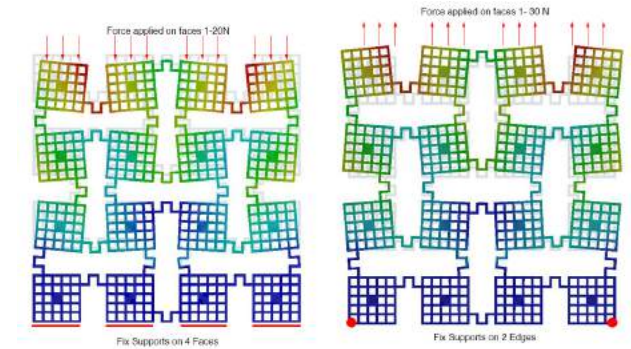 Force applied on faces 1-20N
Force applied on faces 1- 30 N
Fix Supports on 4 Faces
Fix Supports on 2 Edges